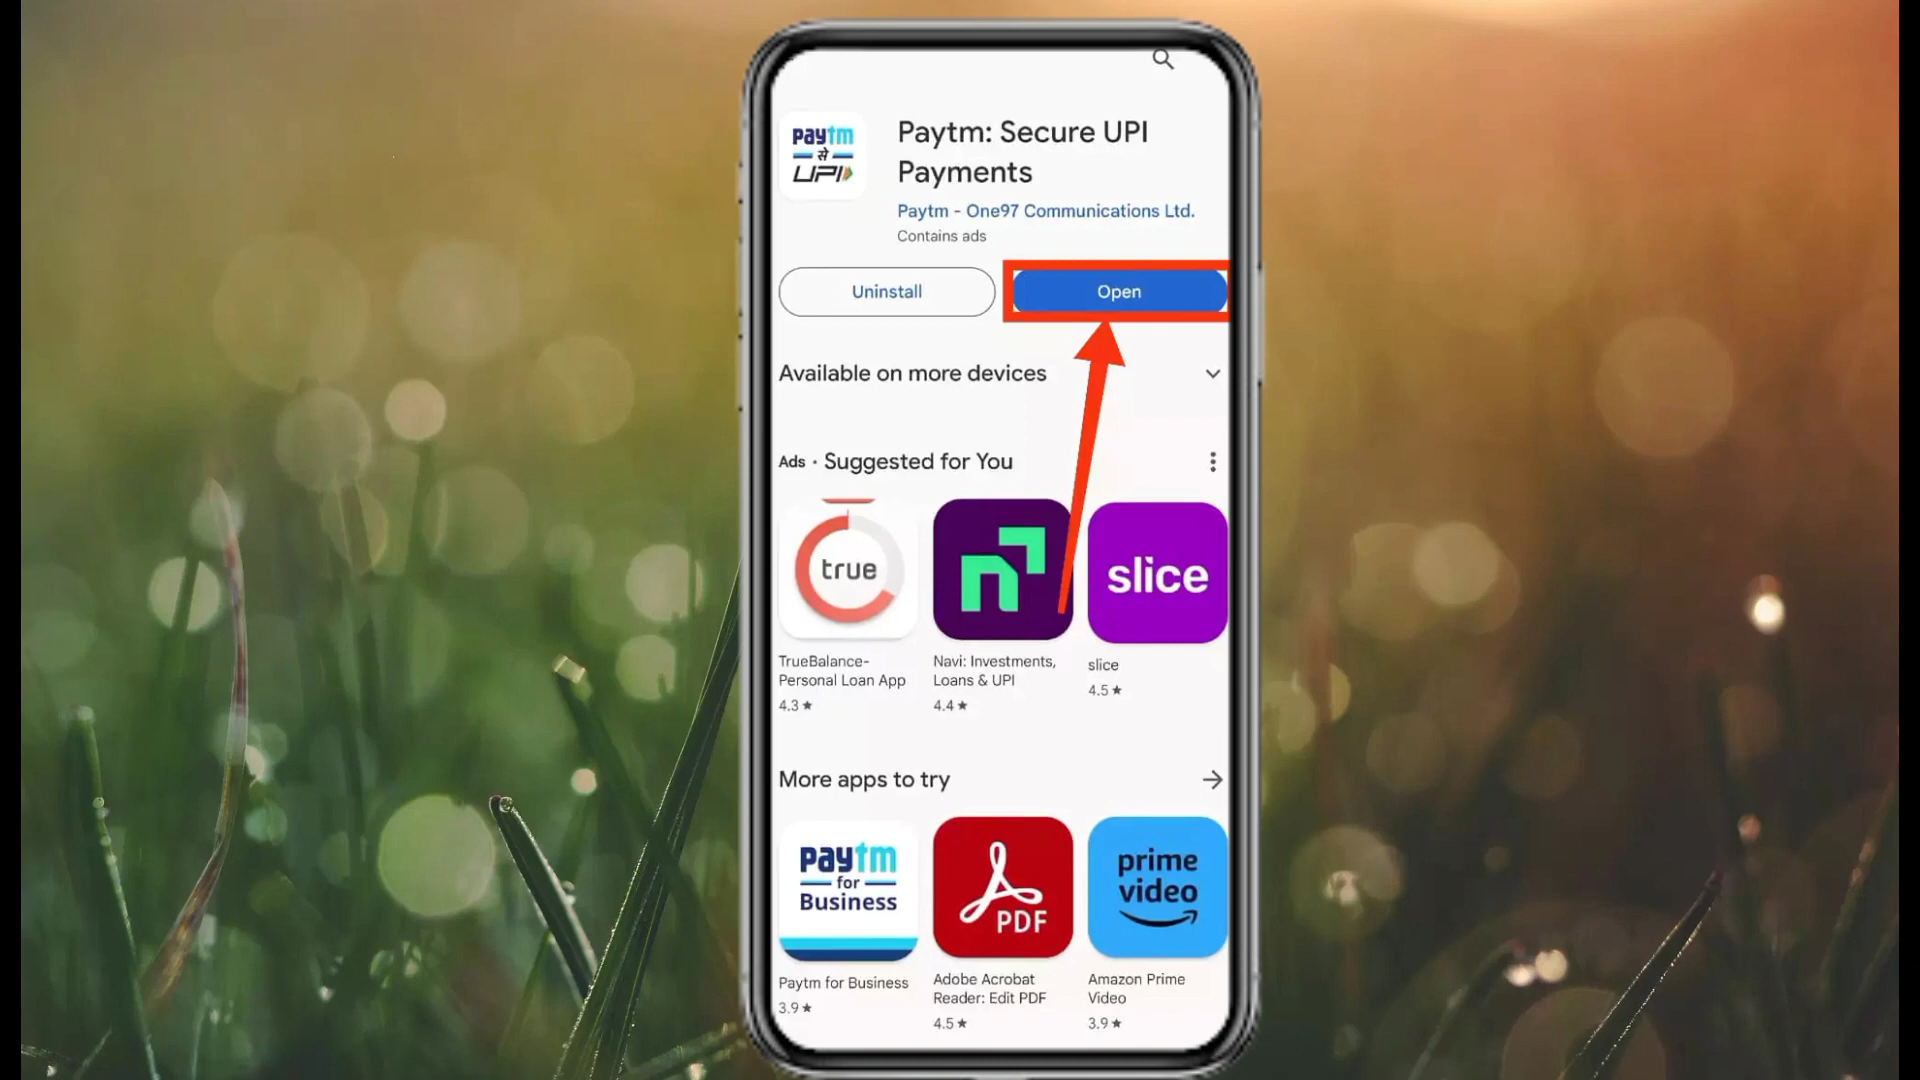 paytm
से
UPI
Paytm: Secure UPI
Payments
Paytm - One97 Communications Ltd.
Contains ads
Uninstall
Open
Available on more devices
Ads · Suggested for You
true
n
slice
TrueBalance-
Personal Loan App
4.3 ★
Navi: Investments,
Loans & UPI
4.4 ★
slice
4.5 ★
More apps to try
paytm
for
Business
PDF
prime
video
Paytm for Business
3.9 ★
Adobe Acrobat
Reader: Edit PDF
4.5 ★
Amazon Prime
Video
3.9 ★